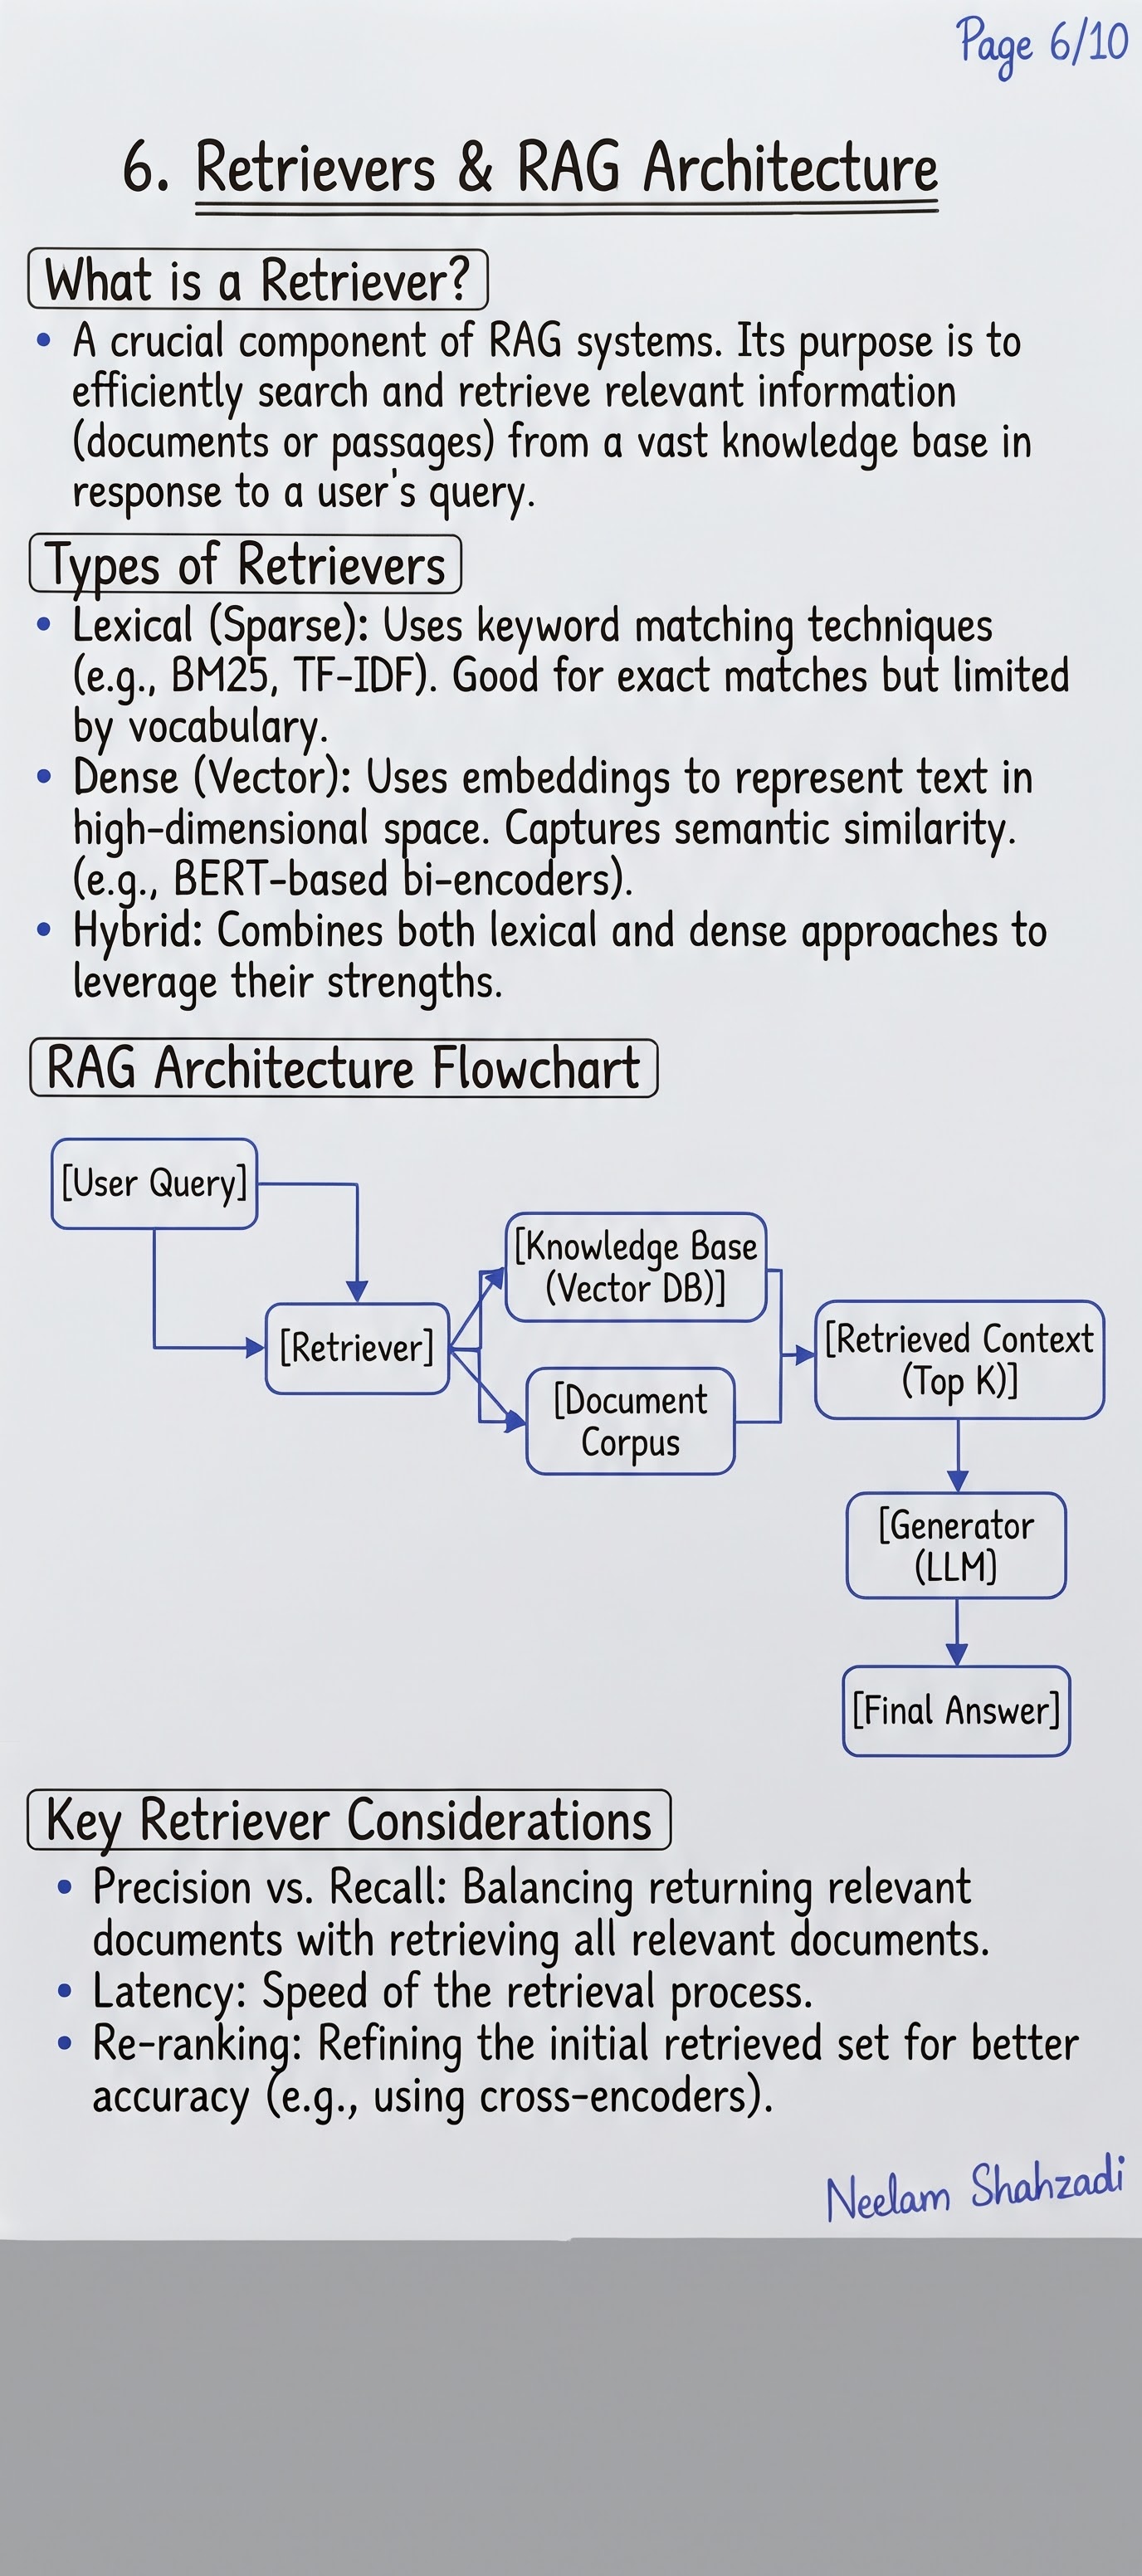 Page 6/10
6. Retrievers & RAG Architecture
What is a Retriever?
• A crucial component of RAG systems. Its purpose is to
efficiently search and retrieve relevant information
(documents or passages) from a vast knowledge base in
response to a user's query.
Types of Retrievers
• Lexical (Sparse): Uses keyword matching techniques
(e.g., BM25, TF-IDF). Good for exact matches but limited
by vocabulary.
• Dense (Vector): Uses embeddings to represent text in
high-dimensional space. Captures semantic similarity.
(e.g., BERT-based bi-encoders).
• Hybrid: Combines both lexical and dense approaches to
leverage their strengths.
RAG Architecture Flowchart
[User Query]
[Retriever]
[Knowledge Base
(Vector DB)]
[Document
Corpus
[Retrieved Context
(Top K)]
[Generator
(LLM]
[Final Answer]
Key Retriever Considerations
• Precision vs. Recall: Balancing returning relevant
documents with retrieving all relevant documents.
• Latency: Speed of the retrieval process.
• Re-ranking: Refining the initial retrieved set for better
accuracy (e.g., using cross-encoders).
Neelam Shahzadi